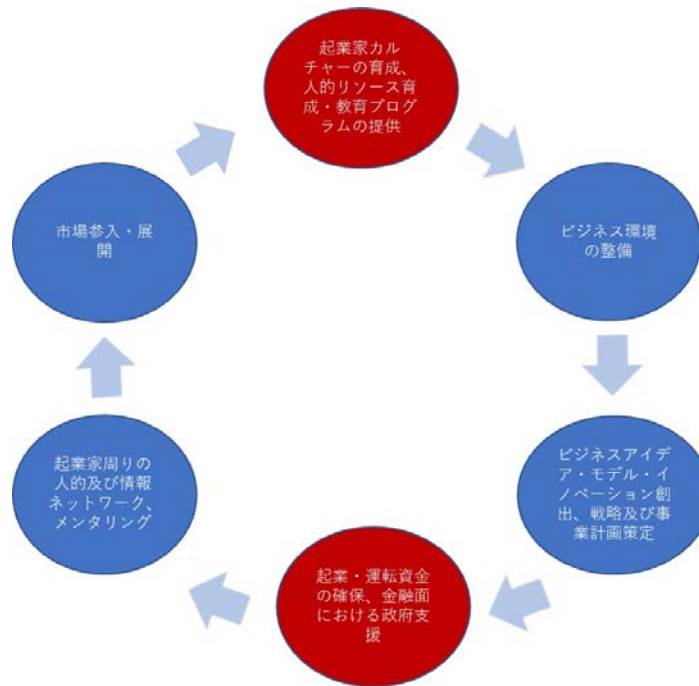 起業家カル
チャーの育成、
人的リソース育
成・教育プログ
ラムの提供
ビジネス環境
の整備
ビジネスアイデ
ア・モデル・イ
ノベーション創
出、戦略及び事
業計画策定
起業・運転資金
の確保、金融面
における政府支
援
起業家周りの
人的及び情報
ネットワーク、
メンタリング
市場参入・展
開